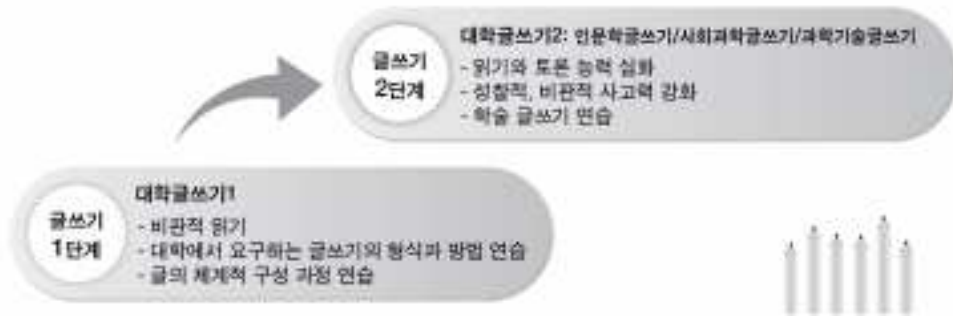 글쓰기
2단계
대학글쓰기2: 인문학글쓰기/사회과학글쓰기/과학기술글쓰기
- 읽기와 토론 능력 심화
- 성찰적, 비판적 사고력 강화
- 학술 글쓰기 연습
글쓰기
1단계
대학글쓰기1
- 비판적 읽기
- 대학에서 요구하는 글쓰기의 형식과 방법 연습
- 글의 체계적 구성 과정 연습